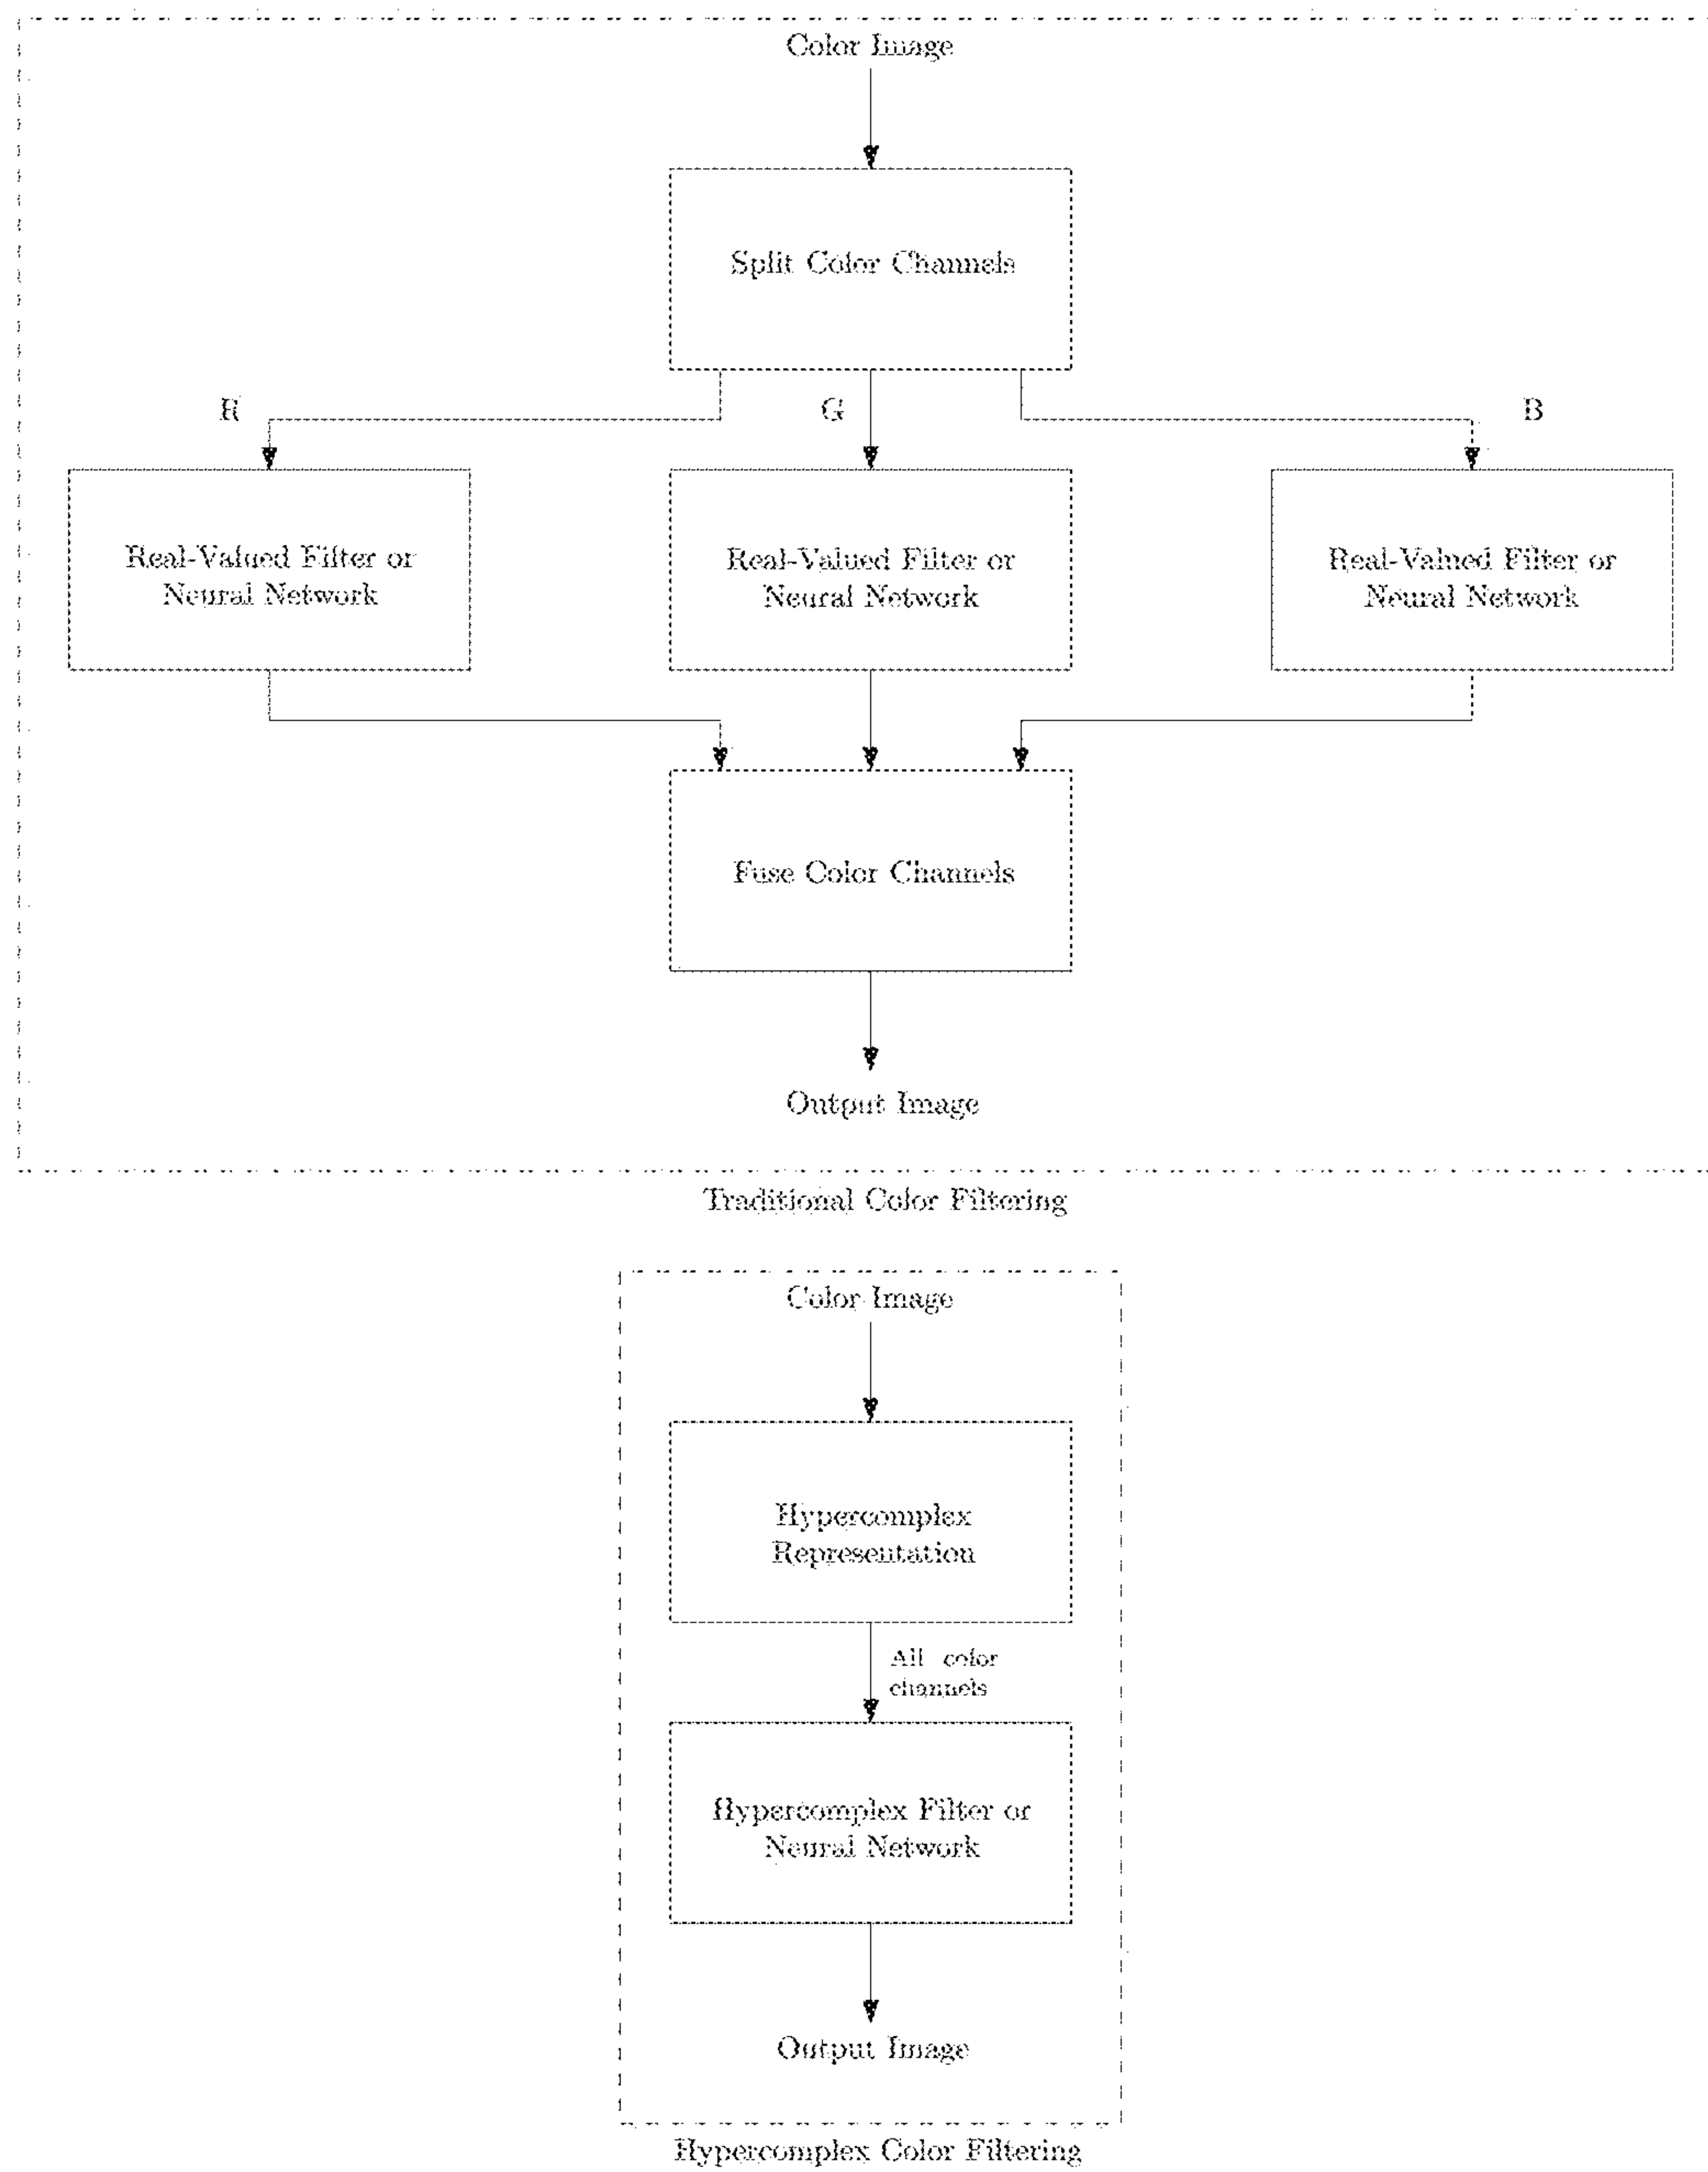 Color Image
Split Color Channels
R
G
B
Real-Valued Filter or
Neural Network
Real-Valued Filter or
Neural Network
Real-Valued Filter or
Neural Network
Fuse Color Channels
Output Image
Traditional Color Filtering
Color Image
Hypercomplex
Representation
All color
channels
Hypercomplex Filter or
Neural Network
Output Image
Hypercomplex Color Filtering